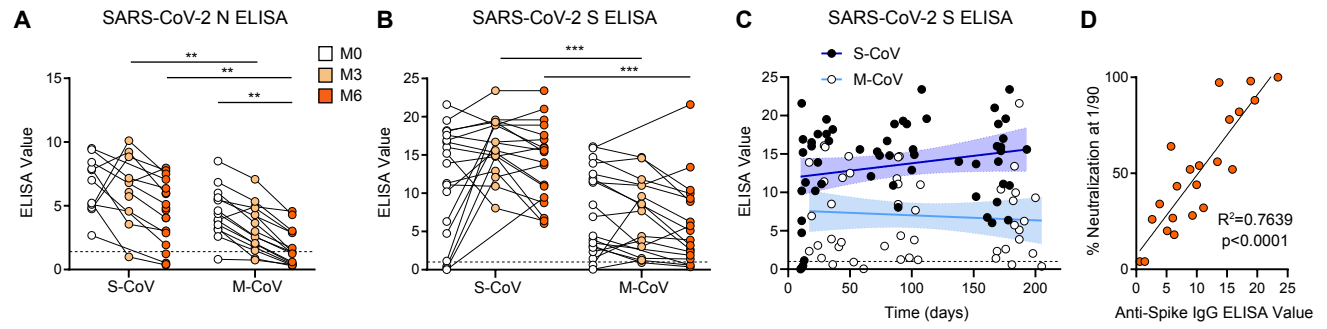 A
SARS-CoV-2 N ELISA
M0
M3
M6
**
**
**
ELISA Value
15
10
5
0
S-CoV
M-CoV
B
SARS-CoV-2 S ELISA
***
***
ELISA Value
25
20
15
10
5
0
S-CoV
M-CoV
C
SARS-CoV-2 S ELISA
S-CoV
M-CoV
ELISA Value
25
20
15
10
5
0
0
50
100
150
200
Time (days)
D
% Neutralization at 1/90
100
50
0
R²=0.7639
p<0.0001
0
5
10
15
20
25
Anti-Spike IgG ELISA Value